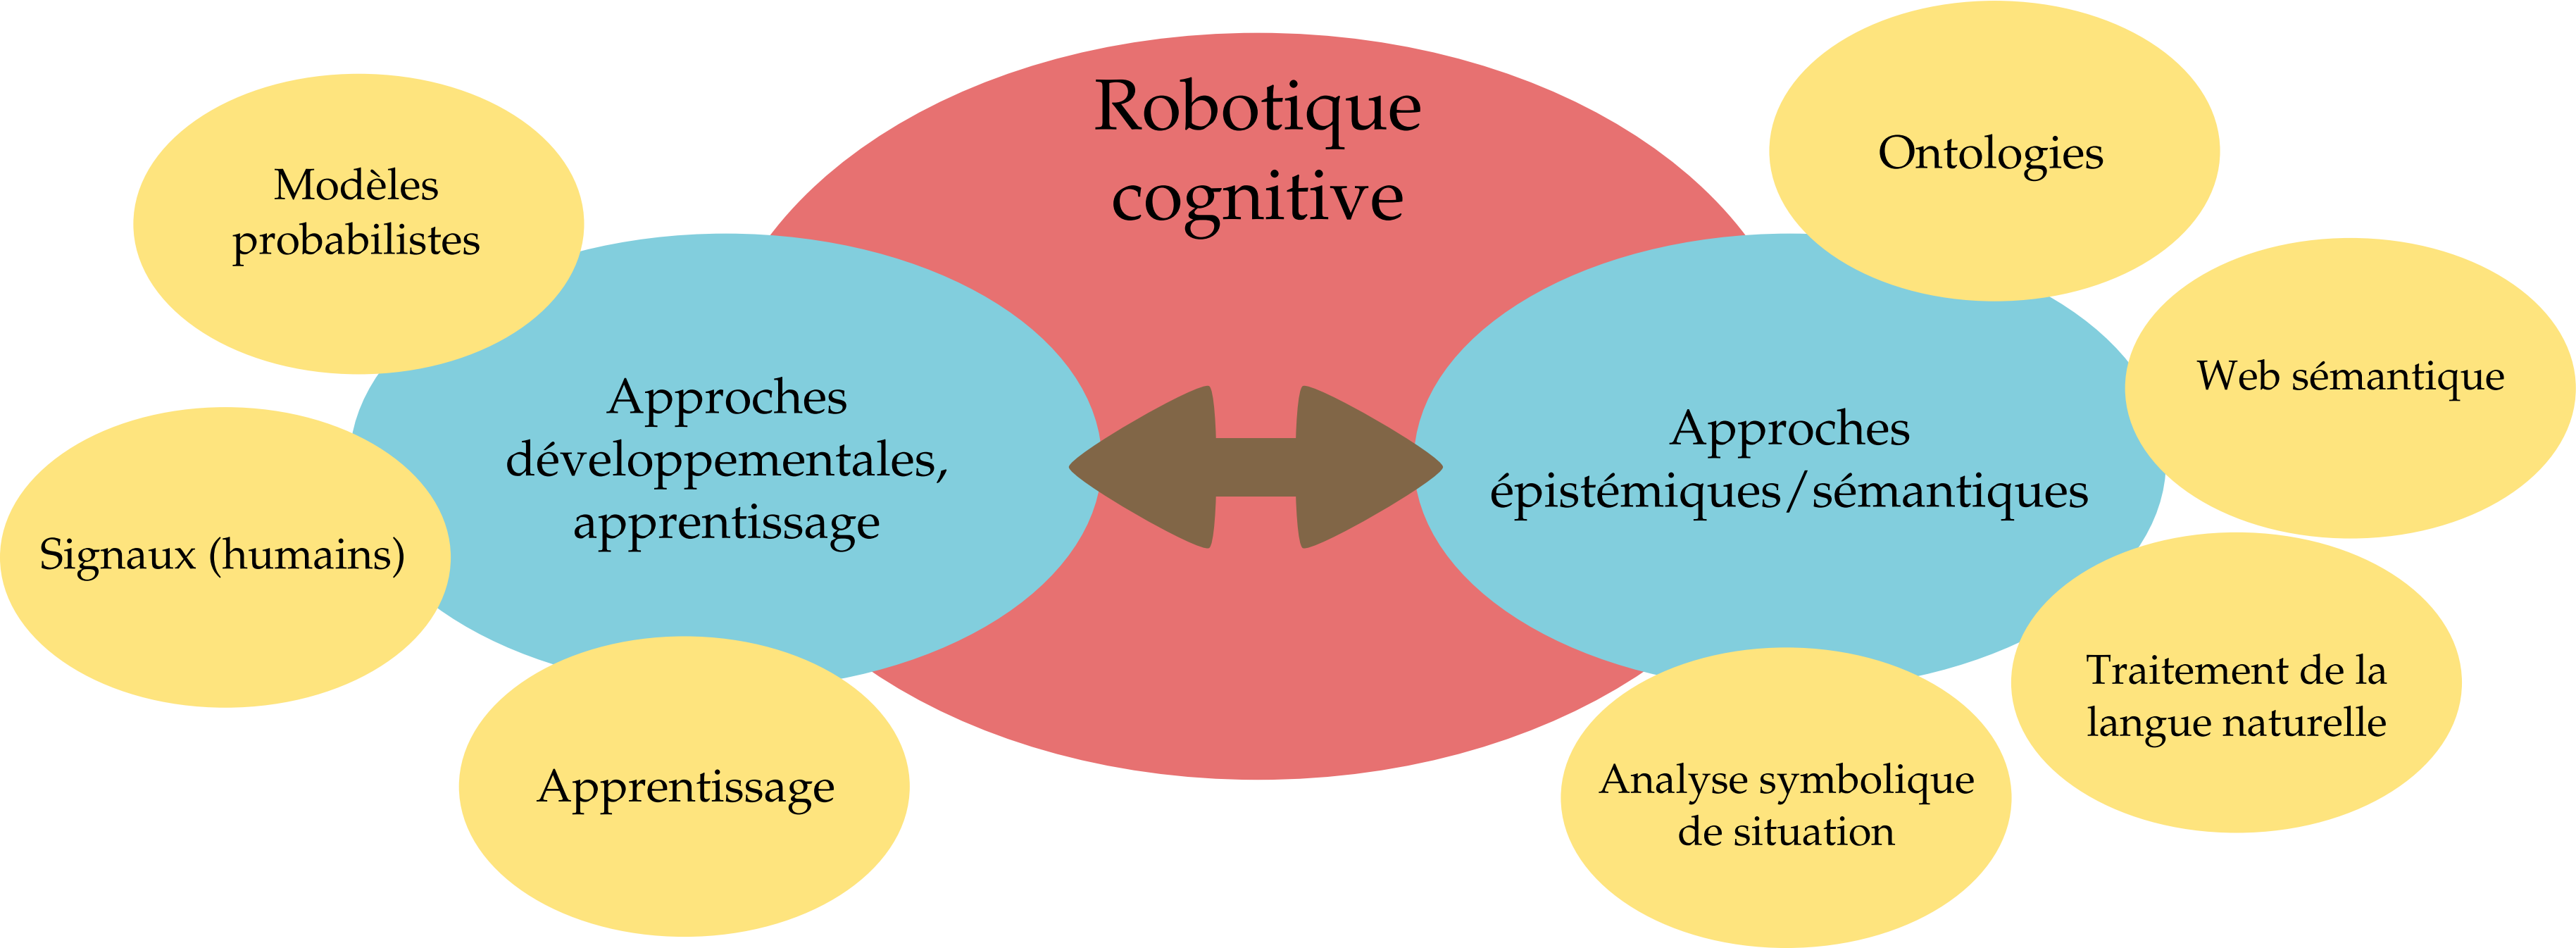 Robotique
cognitive
Modèles
probabilistes
Signaux (humains)
Apprentissage
Approches
développementales,
apprentissage
Approches
épistémiques/sémantiques
Ontologies
Web sémantique
Traitement de la
langue naturelle
Analyse symbolique
de situation